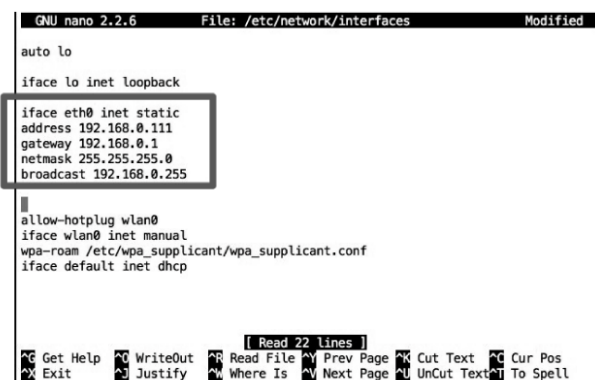 GNU nano 2.2.6 File: /etc/network/interfaces Modified
auto lo
iface lo inet loopback
iface eth0 inet static
address 192.168.0.111
gateway 192.168.0.1
netmask 255.255.255.0
broadcast 192.168.0.255
allow-hotplug wlan0
iface wlan0 inet manual
wpa-roam /etc/wpa_supplicant/wpa_supplicant.conf
iface default inet dhcp
[ Read 22 lines ]
^G Get Help ^O WriteOut ^R Read File ^Y Prev Page ^K Cut Text ^C Cur Pos
^X Exit ^J Justify ^W Where Is ^V Next Page ^U UnCut Text ^T To Spell